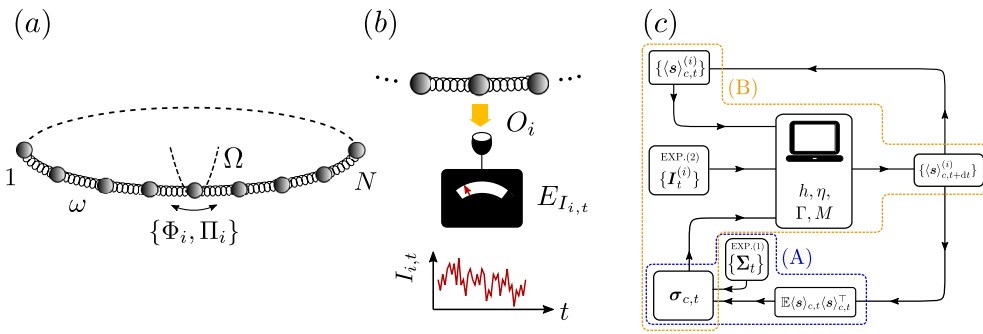 (a)
1
ω
Ω
N
{Φ_i, Π_i}
(b)
···
···
O_i
E_{I_{i,t}}
I_{i,t}
t
(c)
{⟨s⟩_{c,t}^{(i)}}
(B)
EXP.(2)
{I_t^{(i)}}
h, η,
Γ, M
{⟨s⟩_{c,t+dt}^{(i)}}
EXP.(1)
{Σ_t}
(A)
σ_{c,t}
𝔼⟨s⟩_{c,t}⟨s⟩_{c,t}^⊤